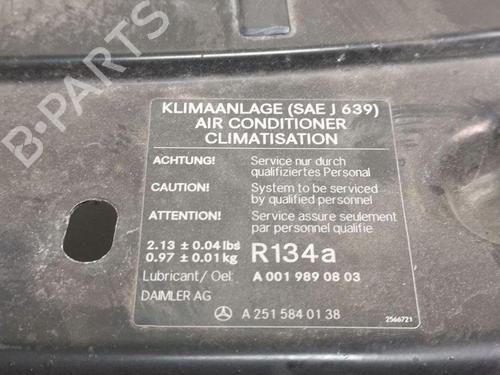 KLIMAANLAGE (SAE J 639)
AIR CONDITIONER
CLIMATISATION
ACHTUNG! Service nur durch
qualifiziertes Personal
CAUTION! System to be serviced
by qualified personnel
ATTENTION! Service assure seulement
par personnel qualifie
2.13 ± 0.04 lbs
0.97 ± 0.01 kg R134a
Lubricant/ Oel: A 001 989 08 03
DAIMLER AG A 251 584 01 38
2566721
B-PARTS
B-PARTS
B-PARTS